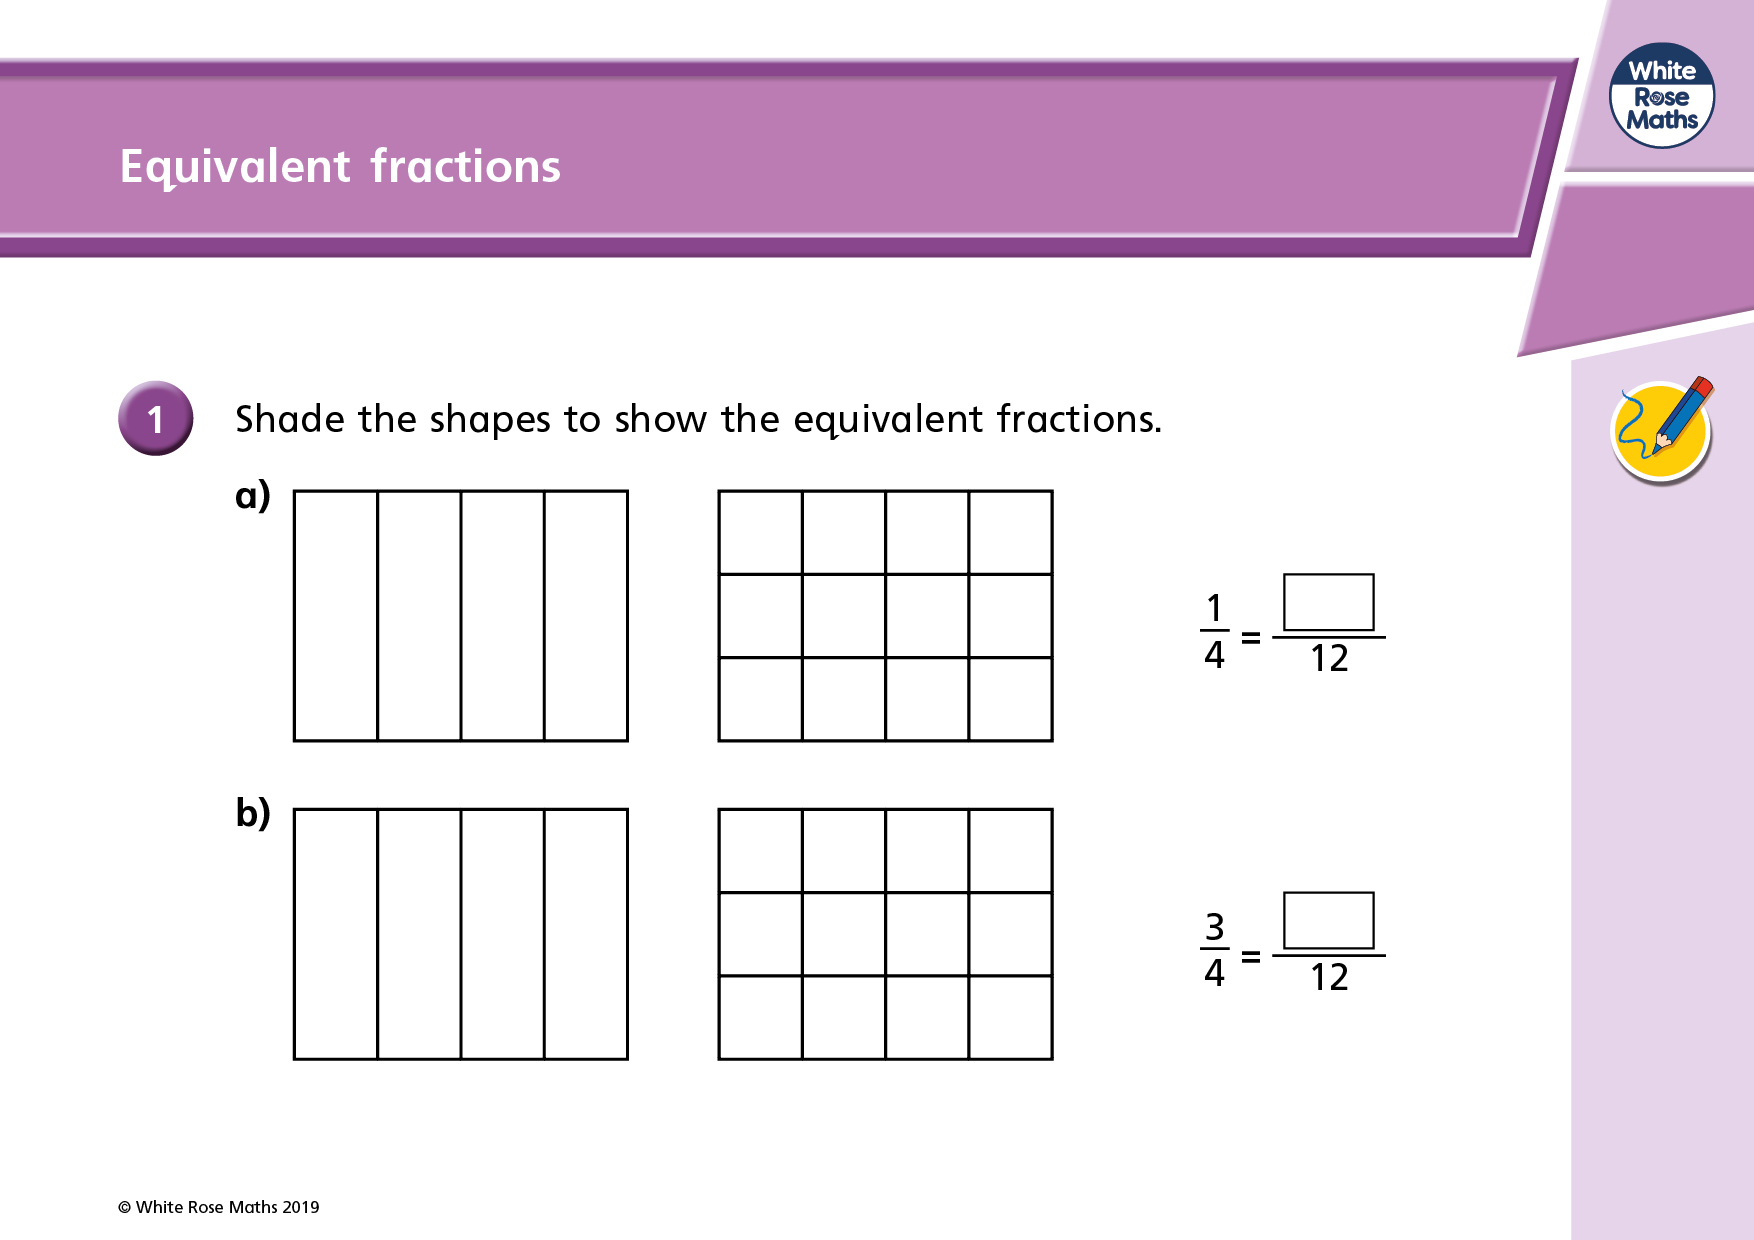 White
Rose
Maths
Equivalent fractions
1 Shade the shapes to show the equivalent fractions.
a)
1/4 = /12
b)
3/4 = /12
© White Rose Maths 2019